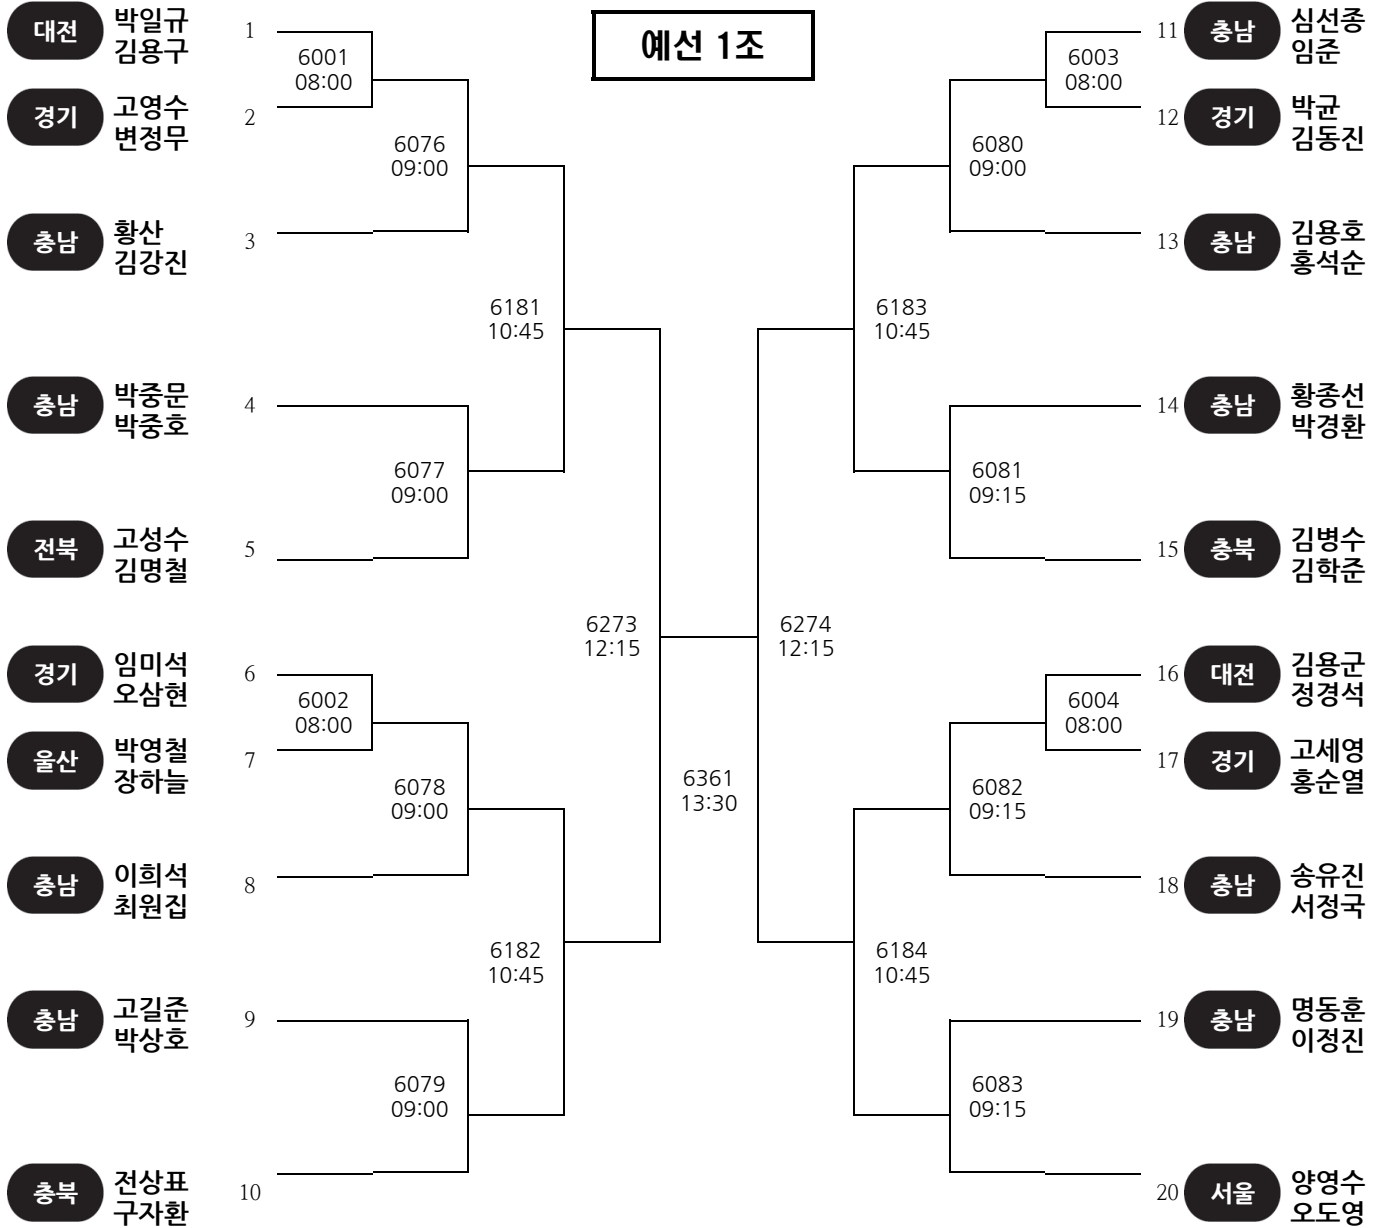 예선 1조
대전
박일규
김용구
1
6001
08:00
경기
고영수
변정무
2
6076
09:00
충남
황산
김강진
3
6181
10:45
충남
박중문
박중호
4
6077
09:00
전북
고성수
김명철
5
6273
12:15
경기
임미석
오삼현
6
6002
08:00
울산
박영철
장하늘
7
6078
09:00
충남
이희석
최원집
8
6182
10:45
충남
고길준
박상호
9
6079
09:00
충북
전상표
구자환
10
6361
13:30
11
충남
심선종
임준
6003
08:00
12
경기
박균
김동진
6080
09:00
13
충남
김용호
홍석순
6183
10:45
14
충남
황종선
박경환
6081
09:15
15
충북
김병수
김학준
6274
12:15
16
대전
김용군
정경석
6004
08:00
17
경기
고세영
홍순열
6082
09:15
18
충남
송유진
서정국
6184
10:45
19
충남
명동훈
이정진
6083
09:15
20
서울
양영수
오도영